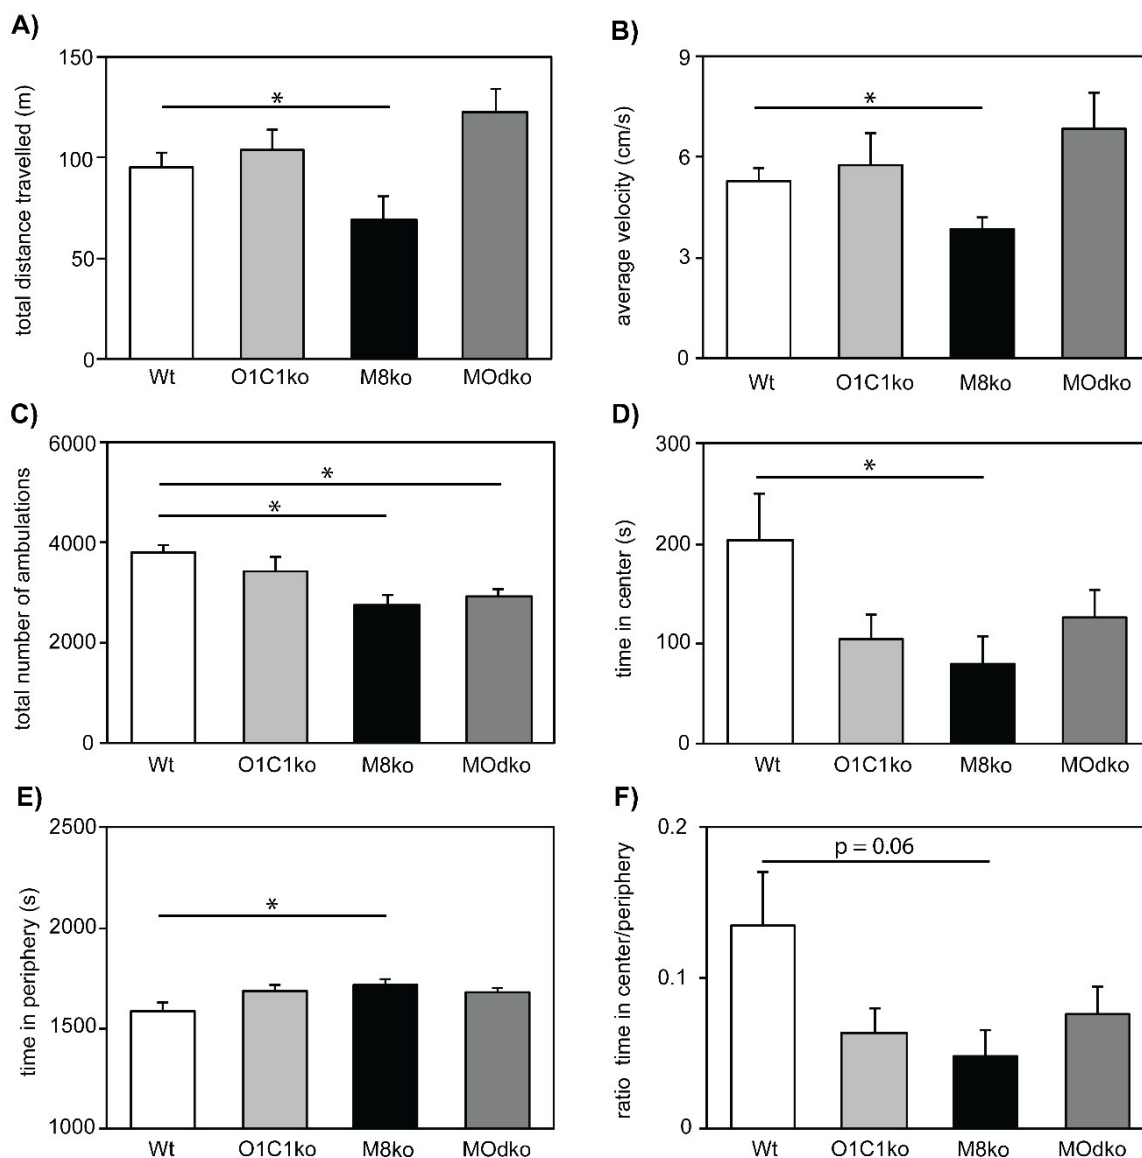 A)
total distance travelled (m)
150
100
50
0
*
Wt O1C1ko M8ko MOdko
B)
average velocity (cm/s)
9
6
3
0
*
Wt O1C1ko M8ko MOdko
C)
total number of ambulations
6000
4000
2000
0
*
*
Wt O1C1ko M8ko MOdko
D)
time in center (s)
300
200
100
0
*
Wt O1C1ko M8ko MOdko
E)
time in periphery (s)
2500
2000
1500
1000
*
Wt O1C1ko M8ko MOdko
F)
ratio time in center/periphery
0.2
0.1
0
p = 0.06
Wt O1C1ko M8ko MOdko